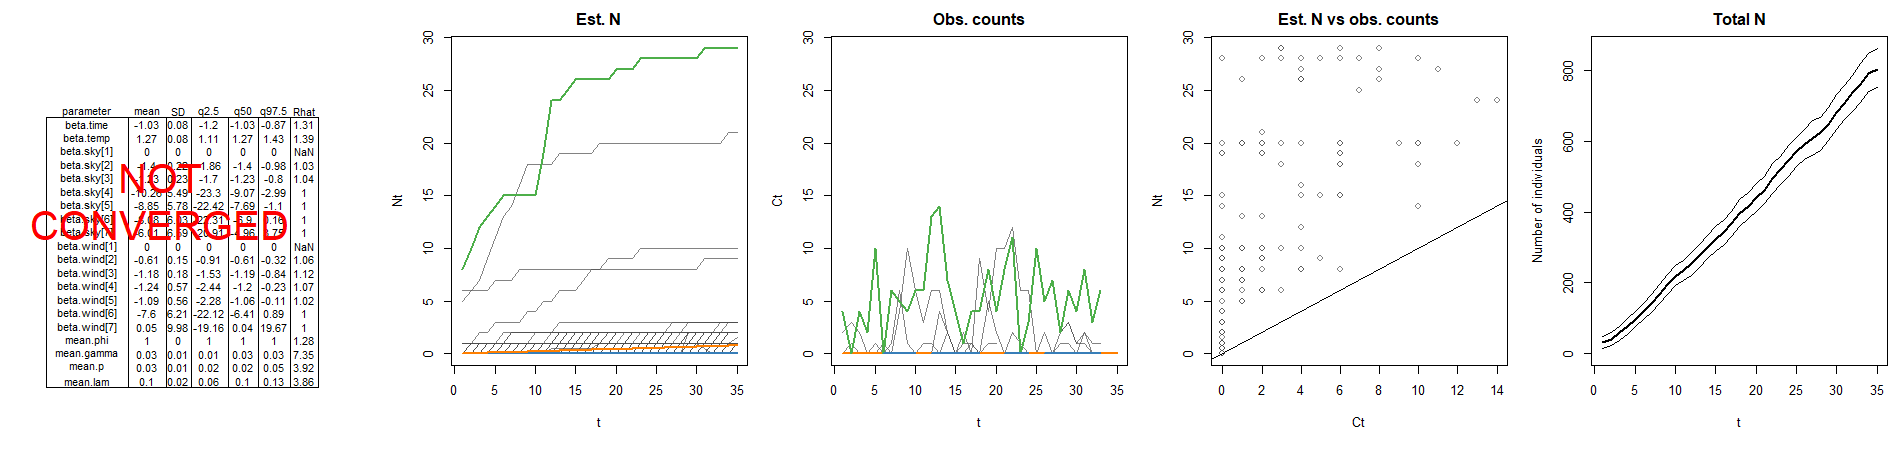 Est. N
Obs. counts
Est. N vs obs. counts
Total N
parameter mean SD q2.5 q50 q97.5 Rhat
beta.time -1.03 0.08 -1.2 -1.03 -0.87 1.31
beta.temp 1.27 0.08 1.11 1.27 1.43 1.39
beta.sky[1] 0 0 0 0 0 NaN
beta.sky[2] -1.4 0.22 -1.86 -1.4 -0.98 1.03
beta.sky[3] -1.23 0.23 -1.7 -1.23 -0.8 1.04
beta.sky[4] -10.26 5.49 -23.3 -9.07 -2.99 1
beta.sky[5] -8.85 5.78 -22.42 -7.69 -1.1 1
beta.sky[6] 1
beta.sky[7] -6.01 1
beta.wind[1] 0 0 0 0 0 NaN
beta.wind[2] -0.61 0.15 -0.91 -0.61 -0.32 1.06
beta.wind[3] -1.18 0.18 -1.53 -1.19 -0.84 1.12
beta.wind[4] -1.24 0.57 -2.44 -1.2 -0.23 1.07
beta.wind[5] -1.09 0.56 -2.28 -1.06 -0.11 1.02
beta.wind[6] -7.6 6.21 -22.12 -6.41 0.89 1
beta.wind[7] 0.05 9.98 -19.16 0.04 19.67 1
mean.phi 1 0 1 1 1 1.28
mean.gamma 0.03 0.01 0.01 0.03 0.03 7.35
mean.p 0.03 0.01 0.02 0.02 0.05 3.92
mean.lam 0.1 0.02 0.06 0.1 0.13 3.86
NOT
CONVERGED
Nt
0 5 10 15 20 25 30
0 5 10 15 20 25 30 35
t
Ct
0 5 10 15 20 25 30
0 5 10 15 20 25 30 35
t
Nt
0 5 10 15 20 25 30
0 2 4 6 8 10 12 14
Ct
Number of individuals
0 200 400 600 800
0 5 10 15 20 25 30 35
t